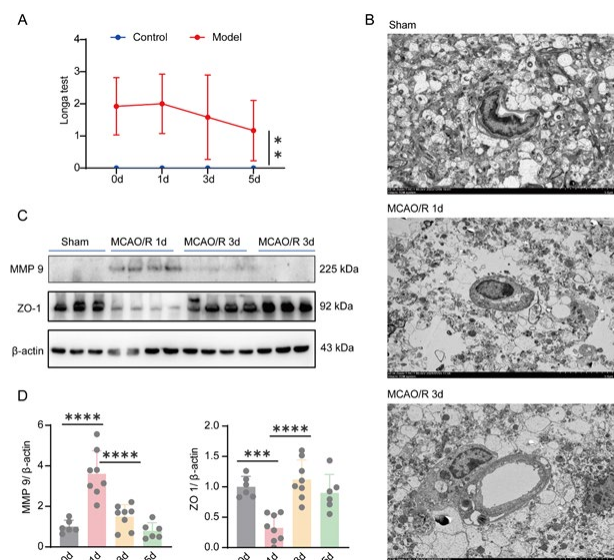 A
Control
Model
Longa test
4
3
2
1
0
0d 1d 3d 5d
**
B
Sham
MCAO/R 1d
MCAO/R 3d
C
Sham MCAO/R 1d MCAO/R 3d MCAO/R 3d
MMP 9 225 kDa
ZO-1 92 kDa
β-actin 43 kDa
D
MMP 9/ β-actin
6
4
2
0
****
****
0d 1d 3d 5d
ZO 1/ β-actin
2.0
1.5
1.0
0.5
0.0
***
****
0d 1d 3d 5d